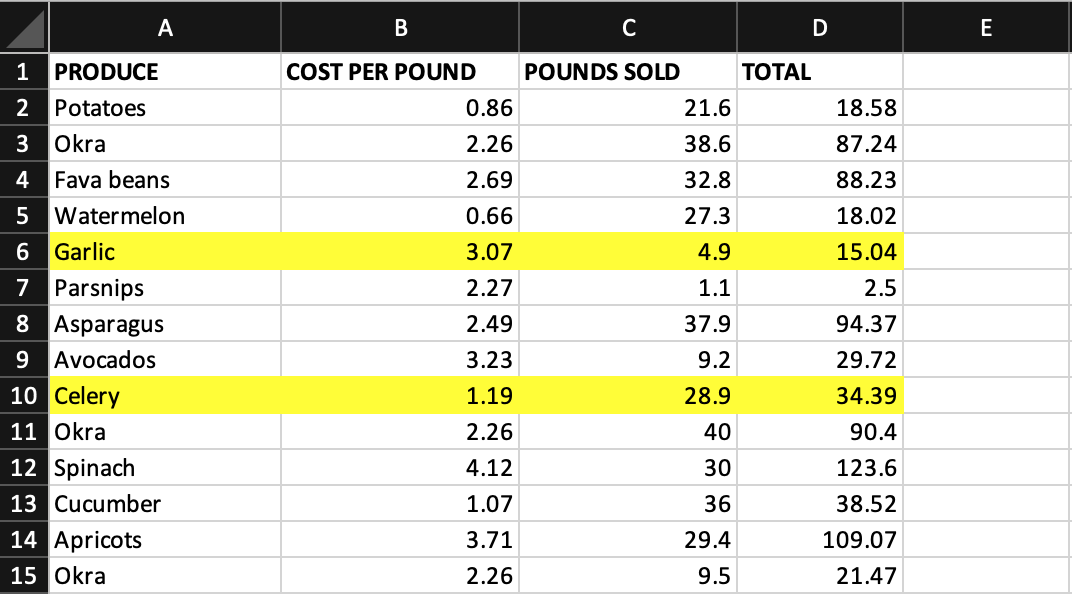 A B C D E
1 PRODUCE COST PER POUND POUNDS SOLD TOTAL
2 Potatoes 0.86 21.6 18.58
3 Okra 2.26 38.6 87.24
4 Fava beans 2.69 32.8 88.23
5 Watermelon 0.66 27.3 18.02
6 Garlic 3.07 4.9 15.04
7 Parsnips 2.27 1.1 2.5
8 Asparagus 2.49 37.9 94.37
9 Avocados 3.23 9.2 29.72
10 Celery 1.19 28.9 34.39
11 Okra 2.26 40 90.4
12 Spinach 4.12 30 123.6
13 Cucumber 1.07 36 38.52
14 Apricots 3.71 29.4 109.07
15 Okra 2.26 9.5 21.47